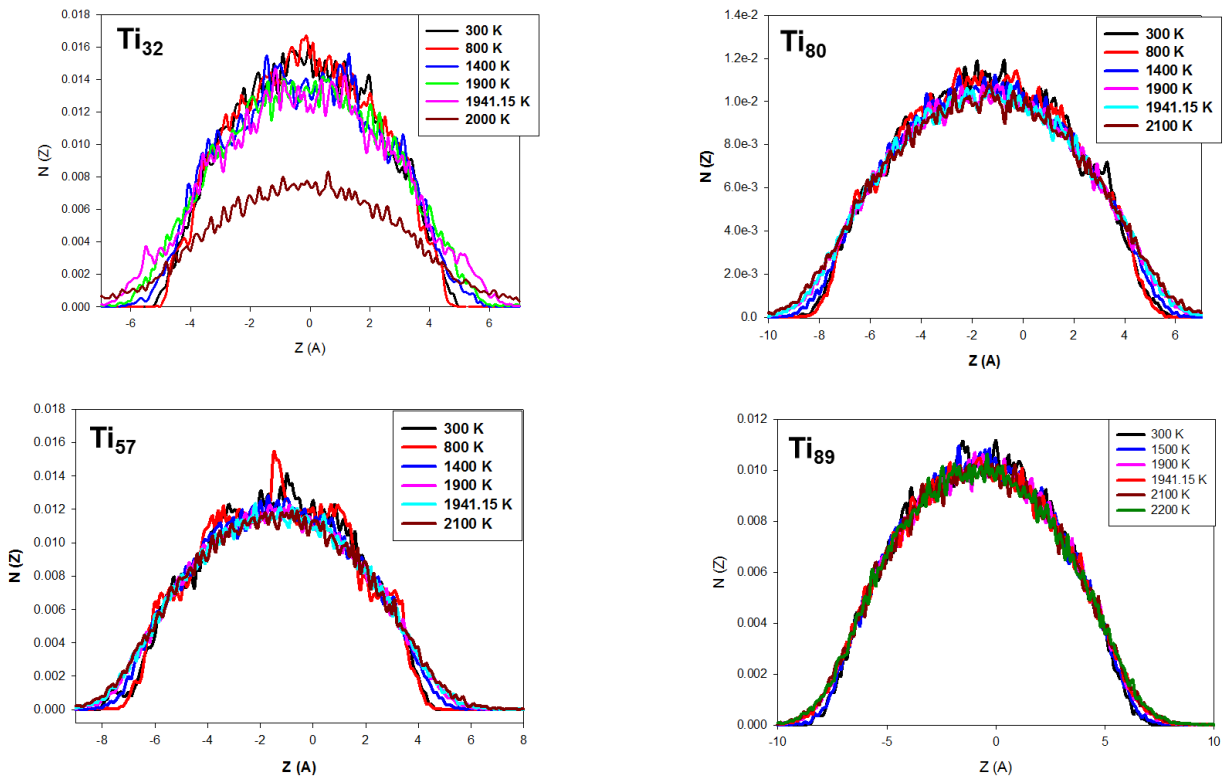 Ti32
300 K
800 K
1400 K
1900 K
1941.15 K
2000 K
N (Z)
0.018
0.016
0.014
0.012
0.010
0.008
0.006
0.004
0.002
0.000
-6 -4 -2 0 2 4 6
Z (A)
Ti80
300 K
800 K
1400 K
1900 K
1941.15 K
2100 K
N (Z)
1.4e-2
1.2e-2
1.0e-2
8.0e-3
6.0e-3
4.0e-3
2.0e-3
0.0
-10 -8 -6 -4 -2 0 2 4 6
Z (A)
Ti57
300 K
800 K
1400 K
1900 K
1941.15 K
2100 K
N (Z)
0.018
0.016
0.014
0.012
0.010
0.008
0.006
0.004
0.002
0.000
-8 -6 -4 -2 0 2 4 6 8
Z (A)
Ti89
300 K
1500 K
1900 K
1941.15 K
2100 K
2200 K
N (Z)
0.012
0.010
0.008
0.006
0.004
0.002
0.000
-10 -5 0 5 10
Z (A)